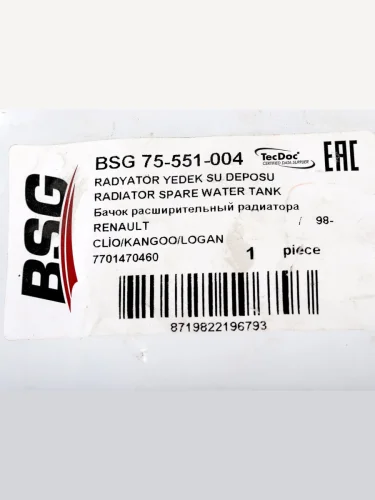 BSG
BSG 75-551-004 TecDoc CERTIFIED DATA SUPPLIER EAC
RADYATÖR YEDEK SU DEPOSU
RADIATOR SPARE WATER TANK
Бачок расширительный радиатора
RENAULT / 98-
CLİO/KANGOO/LOGAN
7701470460 1 piece
8719822196793